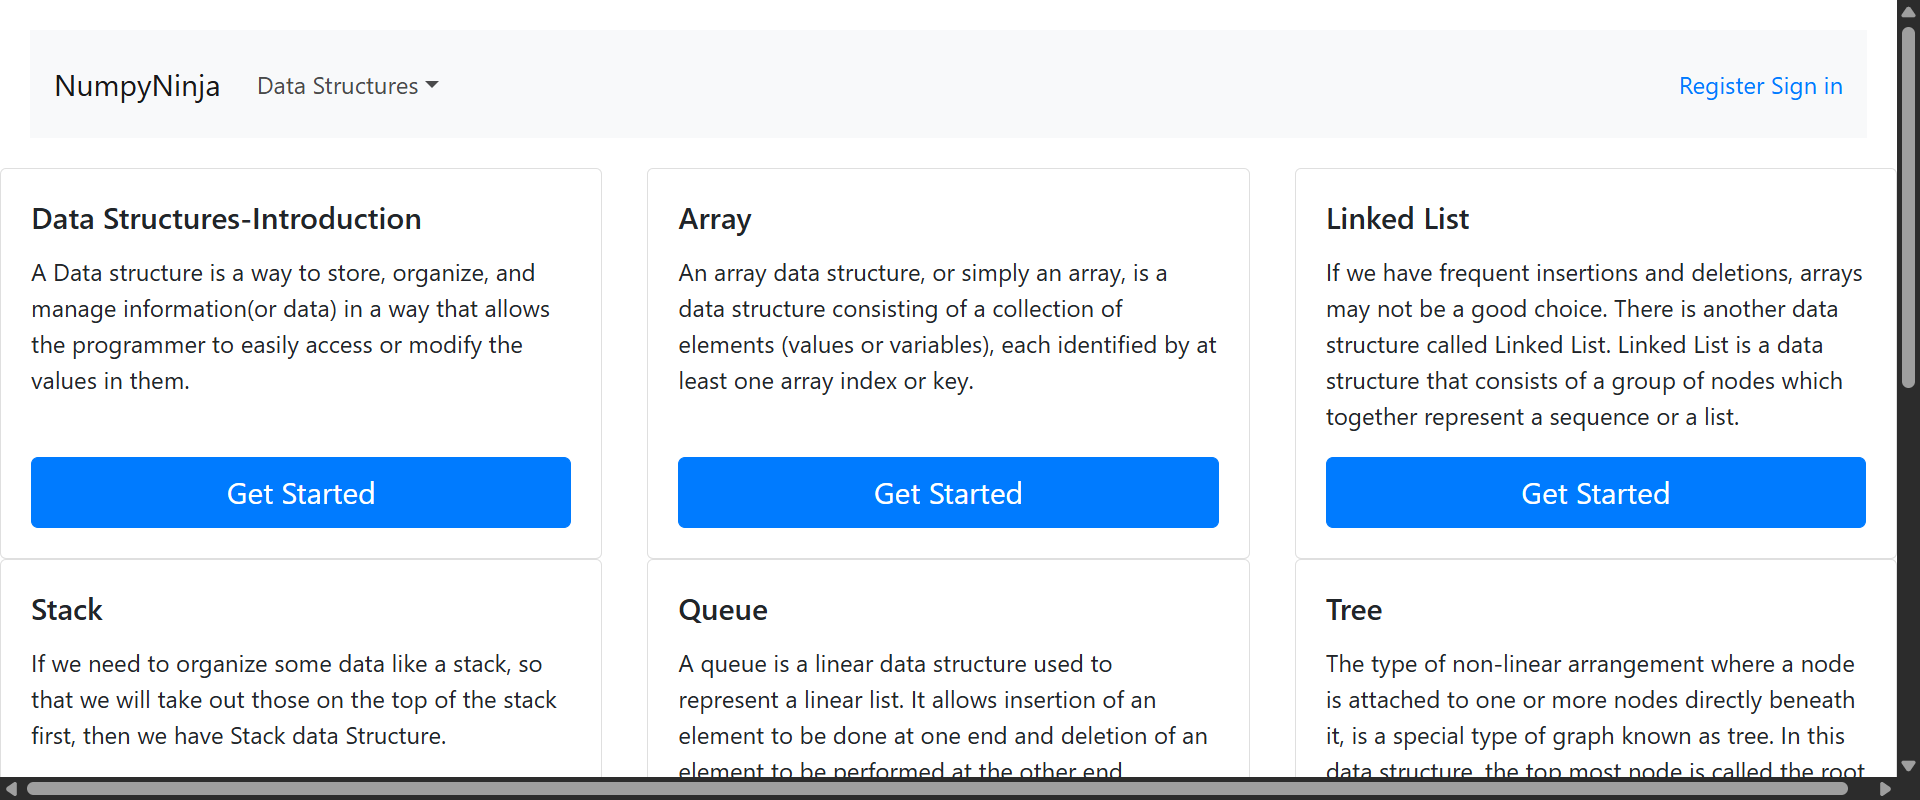 NumpyNinja Data Structures Register Sign in
Data Structures-Introduction
A Data structure is a way to store, organize, and
manage information(or data) in a way that allows
the programmer to easily access or modify the
values in them.
Get Started
Array
An array data structure, or simply an array, is a
data structure consisting of a collection of
elements (values or variables), each identified by at
least one array index or key.
Get Started
Linked List
If we have frequent insertions and deletions, arrays
may not be a good choice. There is another data
structure called Linked List. Linked List is a data
structure that consists of a group of nodes which
together represent a sequence or a list.
Get Started
Stack
If we need to organize some data like a stack, so
that we will take out those on the top of the stack
first, then we have Stack data Structure.
Queue
A queue is a linear data structure used to
represent a linear list. It allows insertion of an
element to be done at one end and deletion of an
element to be performed at the other end
Tree
The type of non-linear arrangement where a node
is attached to one or more nodes directly beneath
it, is a special type of graph known as tree. In this
data structure, the top most node is called the root